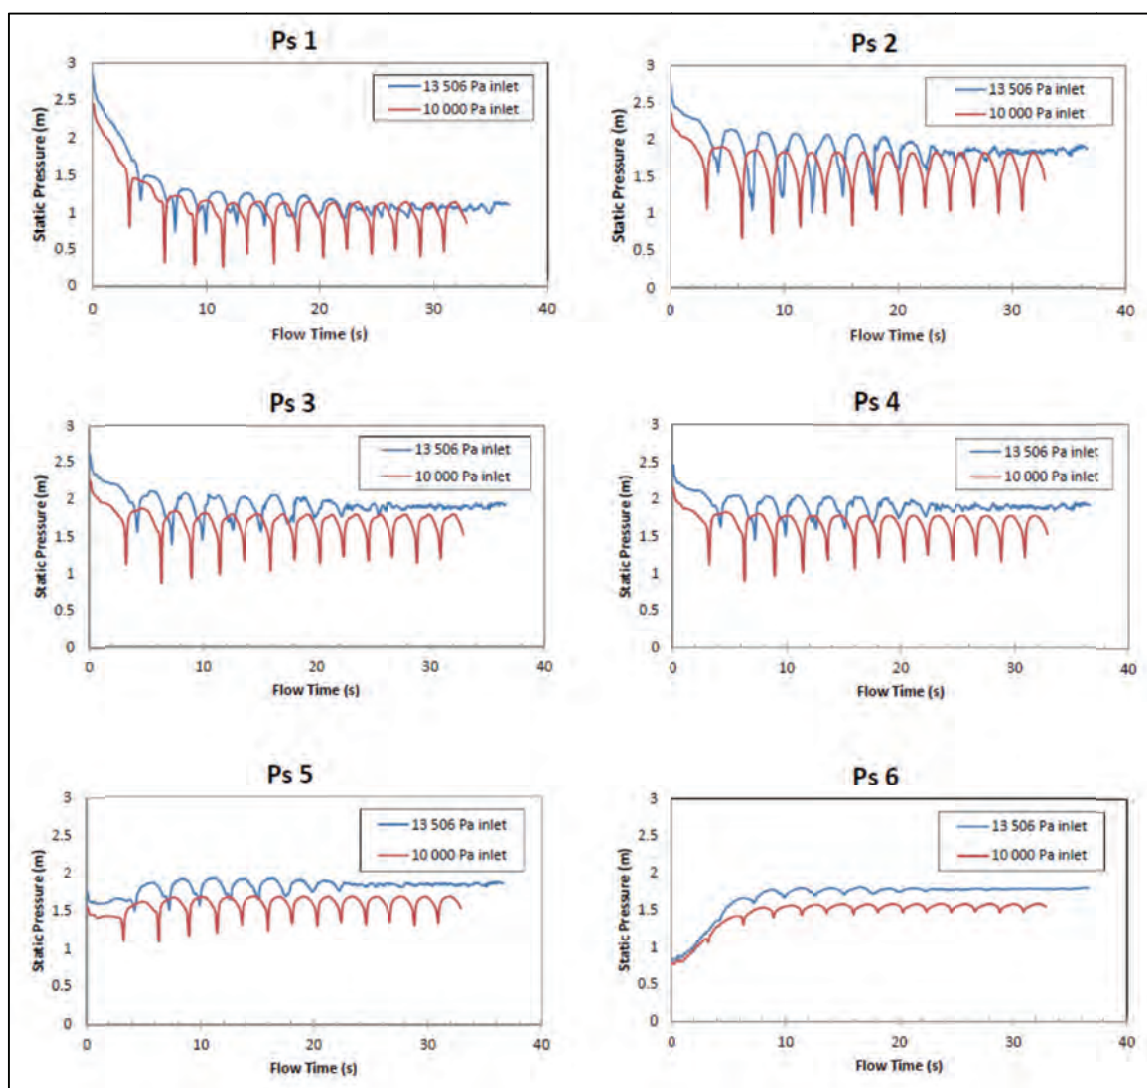 Ps 1
3
2.5
2
1.5
1
0.5
0
Static Pressure (m)
13 506 Pa inlet
10 000 Pa inlet
0 10 20 30 40
Flow Time (s)
Ps 2
3
2.5
2
1.5
1
0.5
0
Static Pressure (m)
13 506 Pa inlet
10 000 Pa inlet
0 10 20 30 40
Flow Time (s)
Ps 3
3
2.5
2
1.5
1
0.5
0
Static Pressure (m)
13 506 Pa inlet
10 000 Pa inlet
0 10 20 30 40
Flow Time (s)
Ps 4
3
2.5
2
1.5
1
0.5
0
Static Pressure (m)
13 506 Pa inlet
10 000 Pa inlet
0 10 20 30 40
Flow Time (s)
Ps 5
3
2.5
2
1.5
1
0.5
0
Static Pressure (m)
13 506 Pa inlet
10 000 Pa inlet
0 10 20 30 40
Flow Time (s)
Ps 6
3
2.5
2
1.5
1
0.5
0
Static Pressure (m)
13 506 Pa inlet
10 000 Pa inlet
0 10 20 30 40
Flow Time (s)